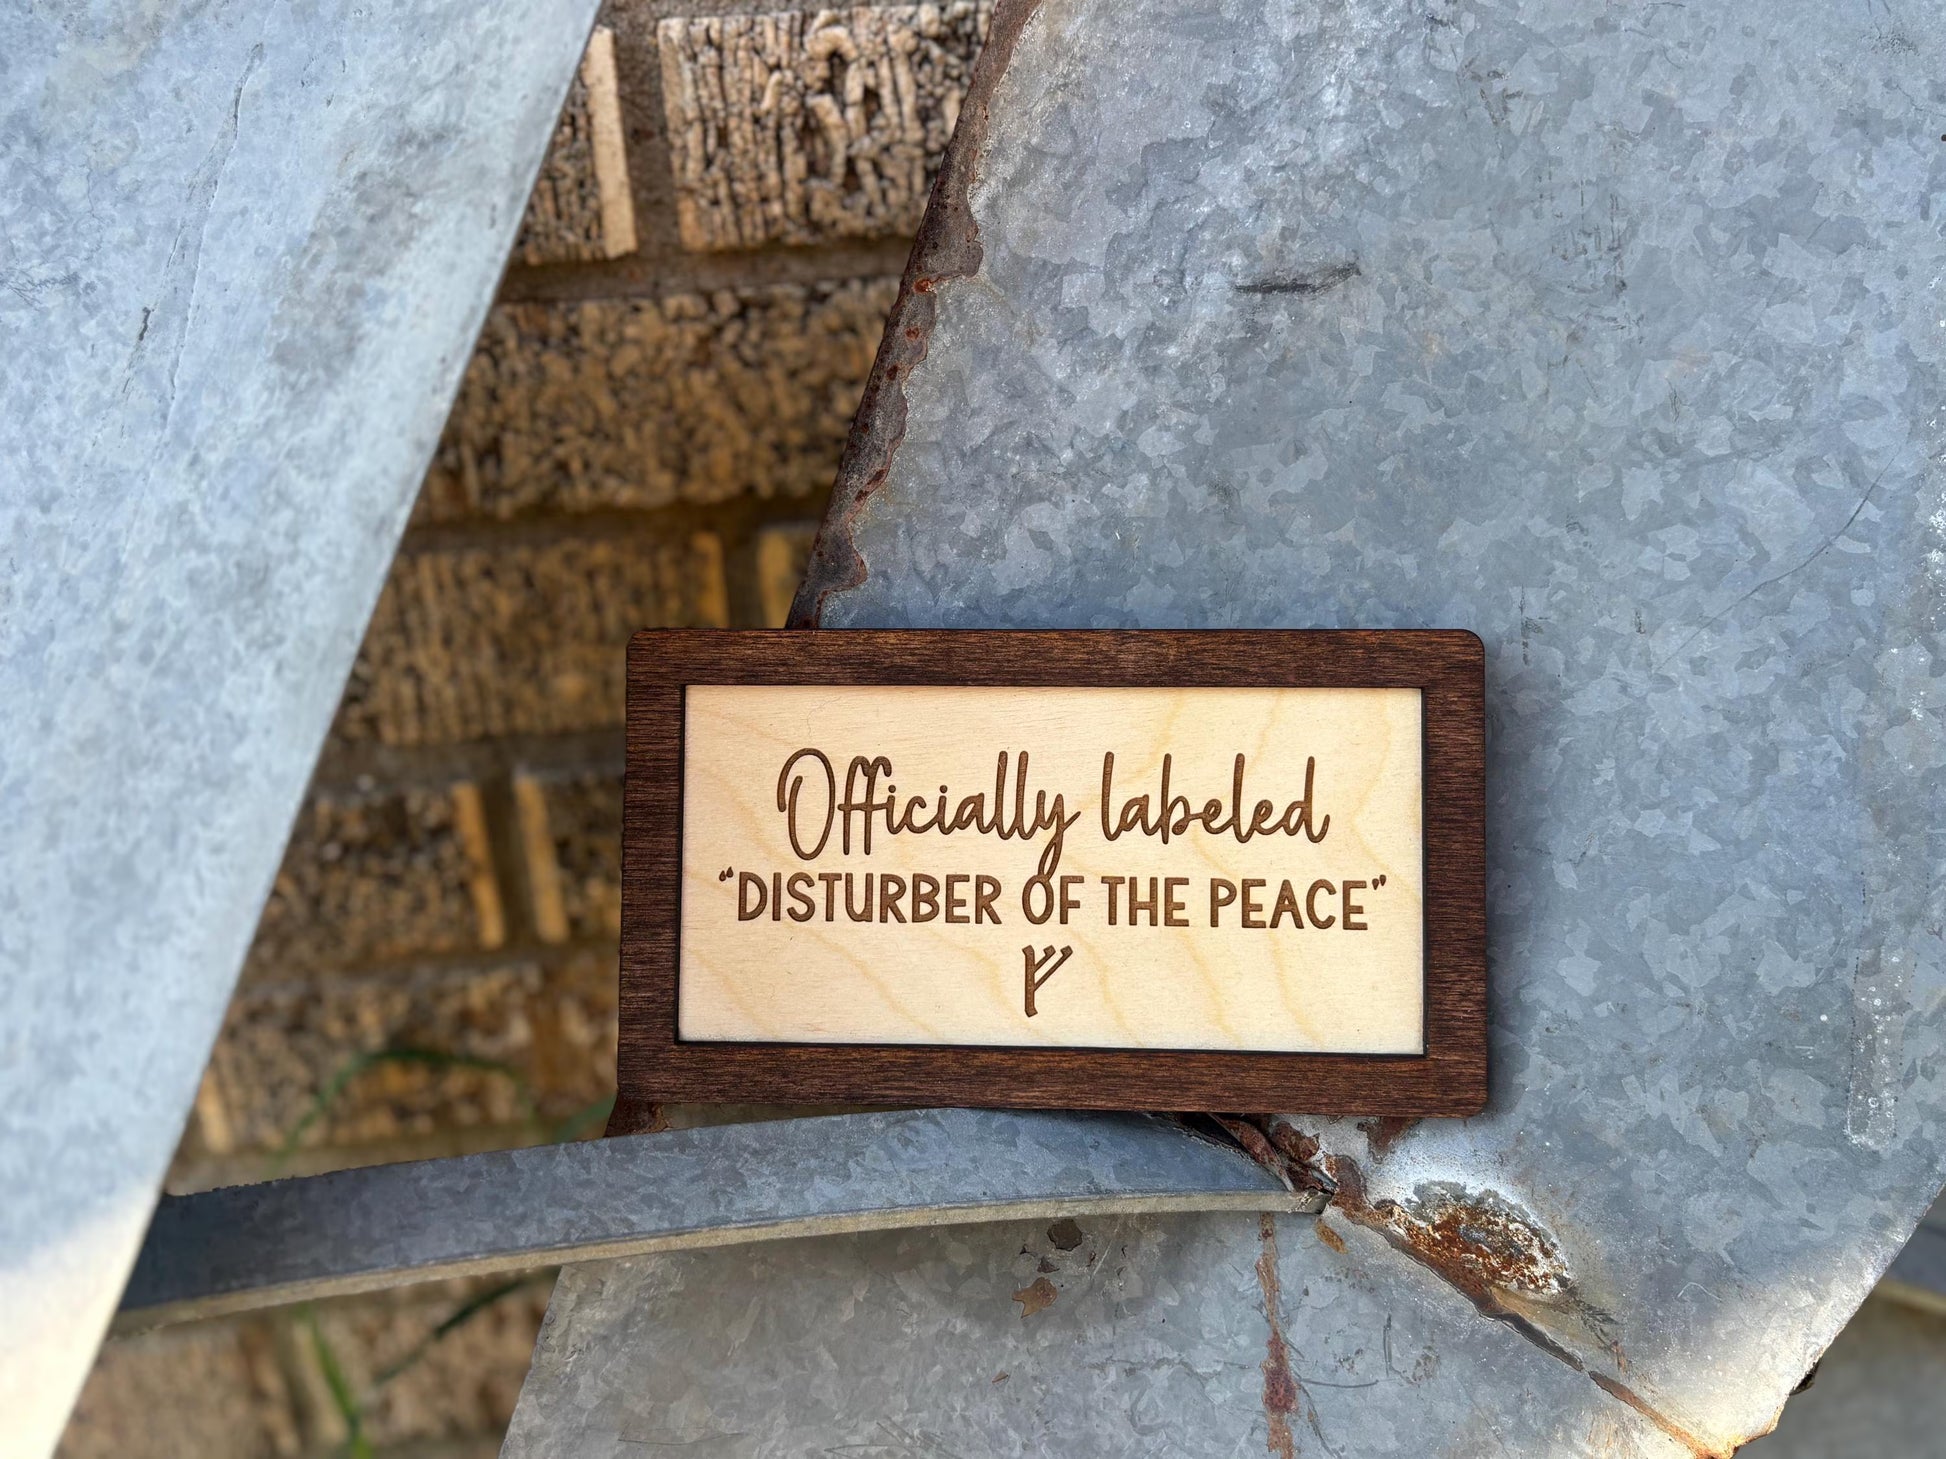 Officially labeled
“DISTURBER OF THE PEACE”